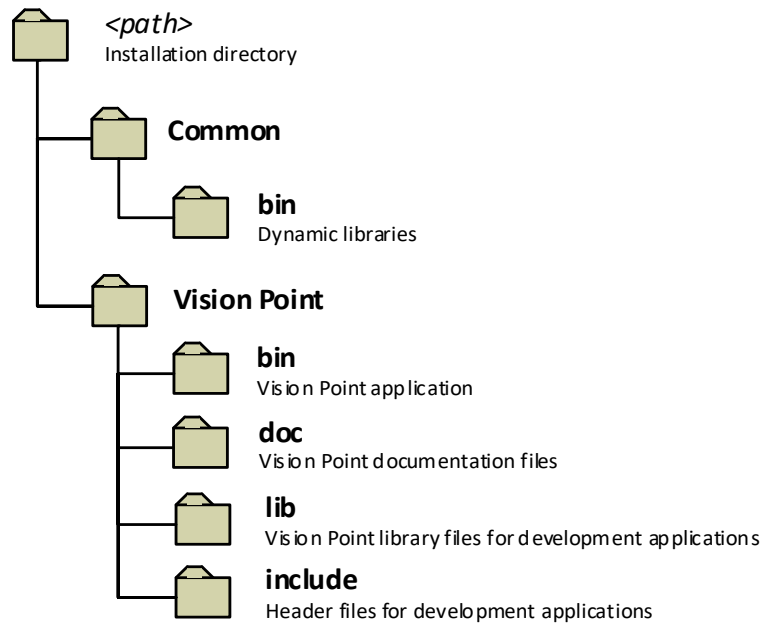 <path>
Installation directory
Common
bin
Dynamic libraries
Vision Point
bin
Vision Point application
doc
Vision Point documentation files
lib
Vision Point library files for development applications
include
Header files for development applications